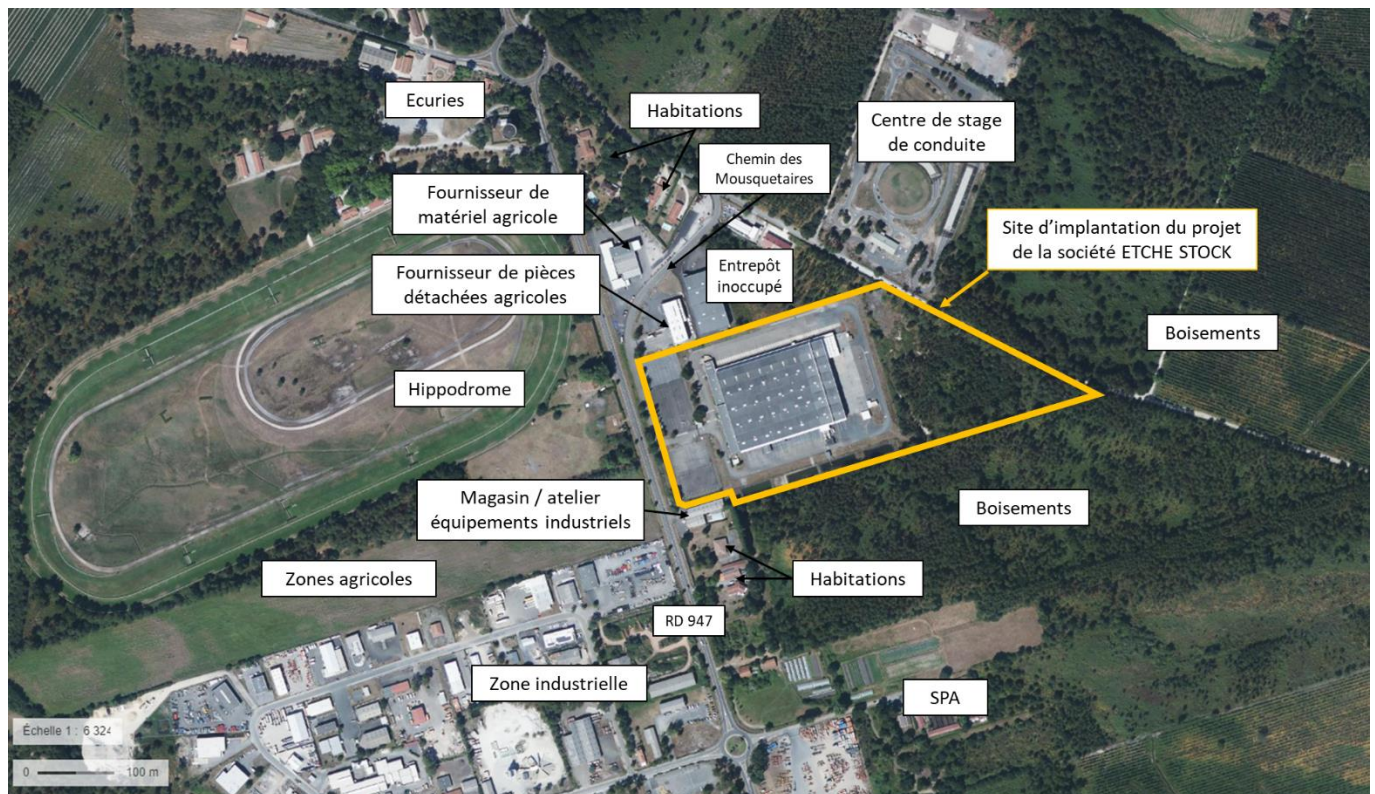 Ecuries
Habitations
Centre de stage
de conduite
Chemin des
Mousquetaires
Fournisseur de
matériel agricole
Site d'implantation du projet
de la société ETCHE STOCK
Fournisseur de pièces
détachées agricoles
Entrepôt
inoccupé
Boisements
Hippodrome
Magasin / atelier
équipements industriels
Boisements
Zones agricoles
Habitations
RD 947
Zone industrielle
SPA
Échelle 1 : 6 324
0 100 m